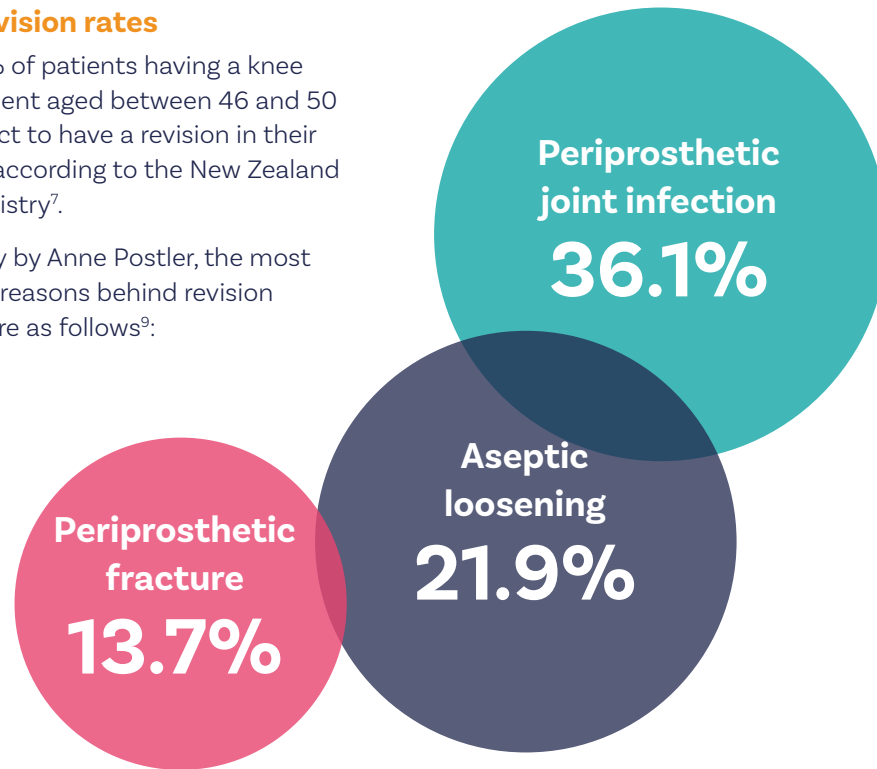 vision rates
% of patients having a knee
ent aged between 46 and 50
ct to have a revision in their
according to the New Zealand
istry7.
y by Anne Postler, the most
reasons behind revision
re as follows9:
Periprosthetic
joint infection
36.1%
Aseptic
loosening
21.9%
Periprosthetic
fracture
13.7%